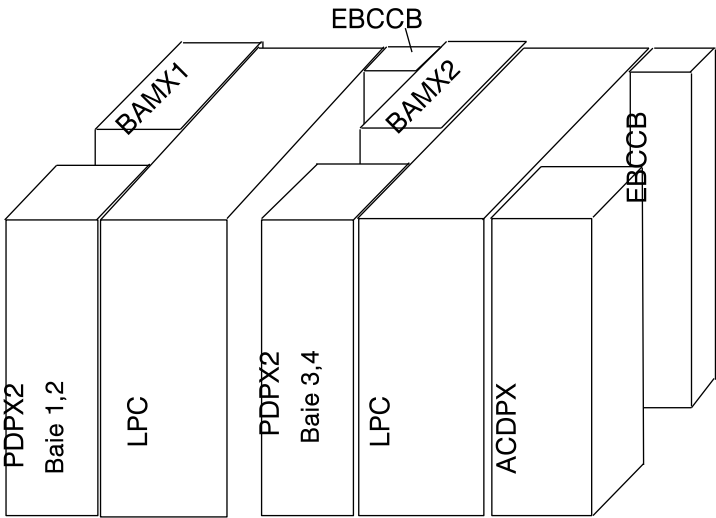 EBCCB
BAMX1
BAMX2
EBCCB
PDPX2
Baie 1,2
LPC
PDPX2
Baie 3,4
LPC
ACDPX